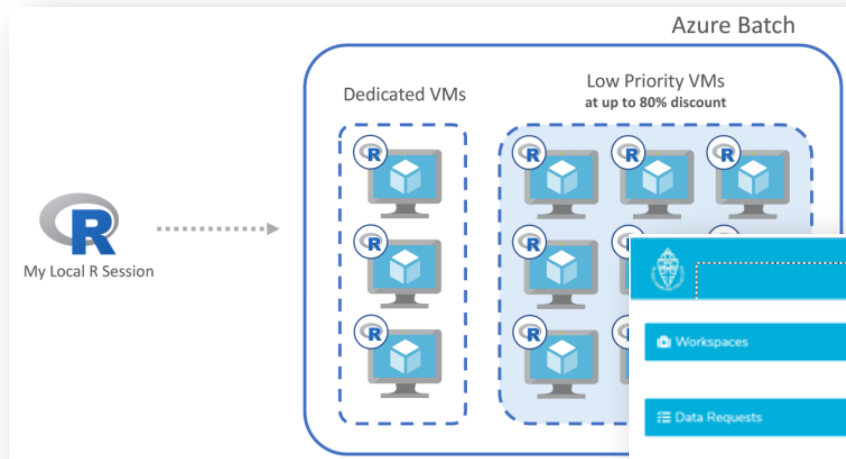 Azure Batch
Dedicated VMs
Low Priority VMs
at up to 80% discount
R
R
R
R
R
R
R
R
R
R
My Local R Session
R
Workspaces
Data Requests